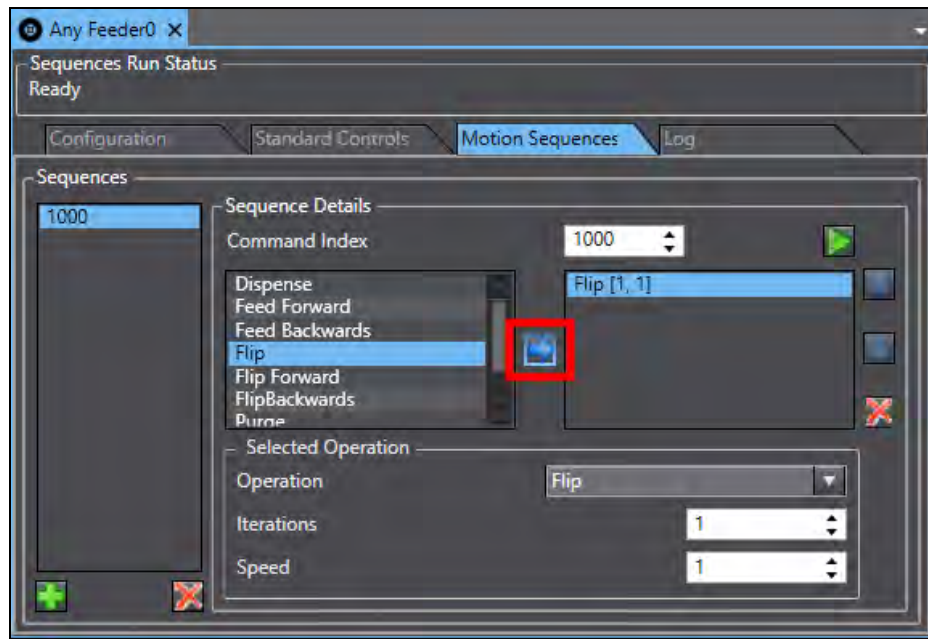 Any Feeder0
Sequences Run Status
Ready
Configuration Standard Controls Motion Sequences Log
Sequences
1000
Sequence Details
Command Index 1000
Dispense
Feed Forward
Feed Backwards
Flip
Flip Forward
FlipBackwards
Purge
Flip [1, 1]
Selected Operation
Operation Flip
Iterations 1
Speed 1